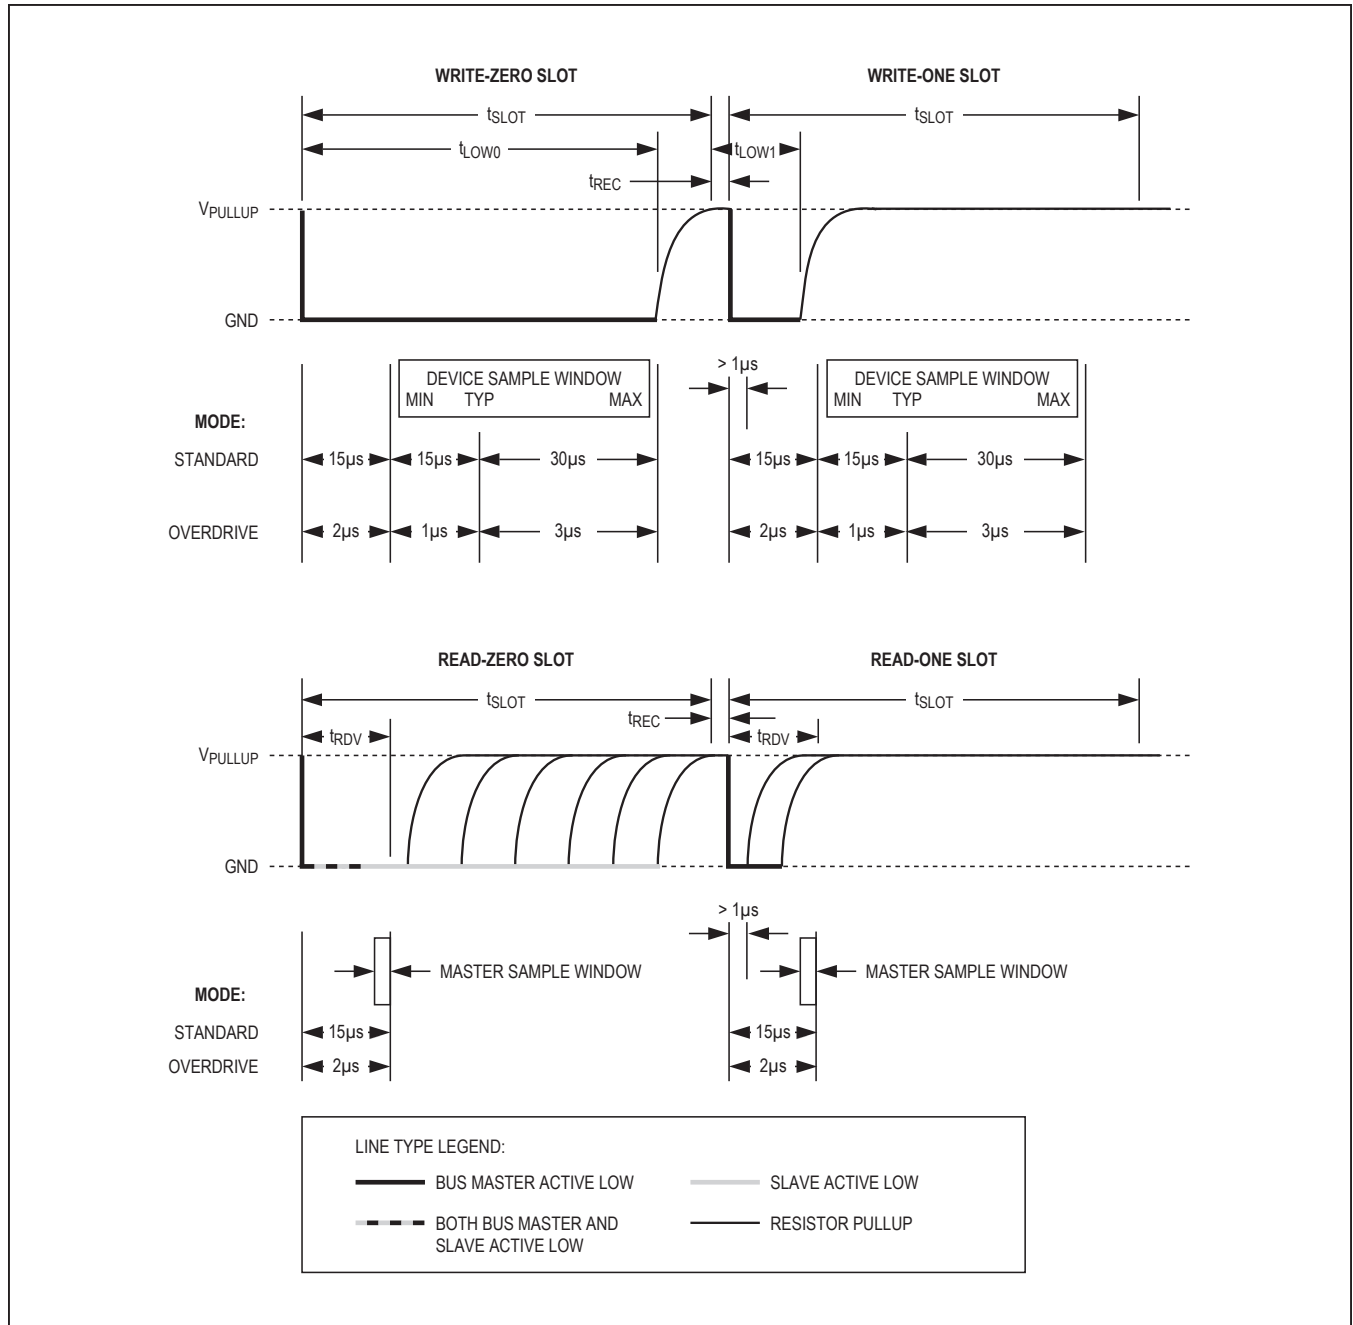 WRITE-ZERO SLOT WRITE-ONE SLOT
tSLOT tSLOT
tLOW0 tLOW1
tREC
VPULLUP
GND
> 1µs
DEVICE SAMPLE WINDOW DEVICE SAMPLE WINDOW
MIN TYP MAX MIN TYP MAX
MODE:
STANDARD 15µs 15µs 30µs 15µs 15µs 30µs
OVERDRIVE 2µs 1µs 3µs 2µs 1µs 3µs
READ-ZERO SLOT READ-ONE SLOT
tSLOT tSLOT
tREC
tRDV tRDV
VPULLUP
GND
> 1µs
MASTER SAMPLE WINDOW MASTER SAMPLE WINDOW
MODE:
STANDARD 15µs 15µs
OVERDRIVE 2µs 2µs
LINE TYPE LEGEND:
BUS MASTER ACTIVE LOW SLAVE ACTIVE LOW
BOTH BUS MASTER AND RESISTOR PULLUP
SLAVE ACTIVE LOW